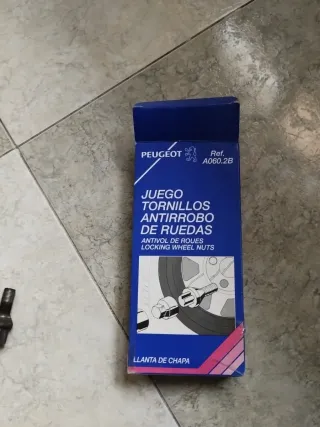 PEUGEOT
Ref.
A060.2B
JUEGO
TORNILLOS
ANTIRROBO
DE RUEDAS
ANTIVOL DE ROUES
LOCKING WHEEL NUTS
LLANTA DE CHAPA